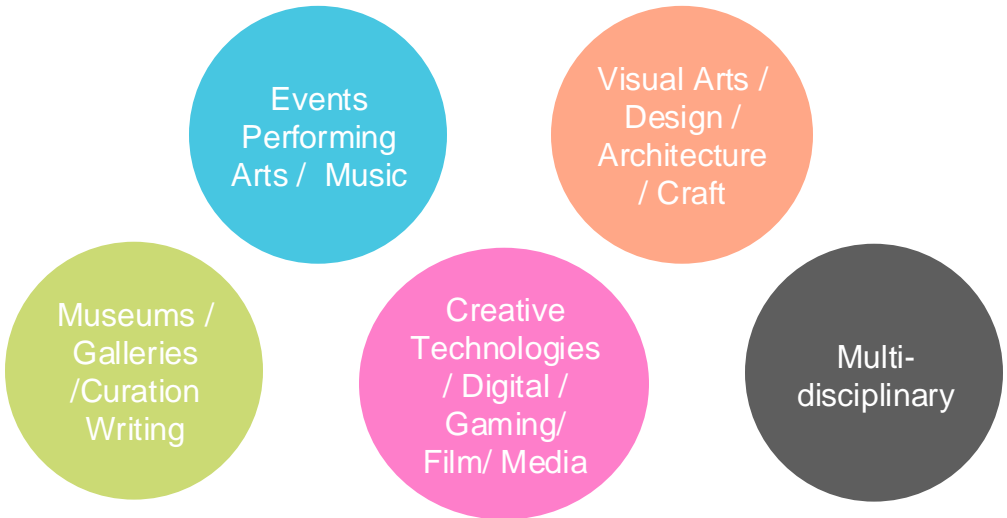 Events
Performing
Arts /  Music
Visual Arts /
Design /
Architecture
/ Craft
Museums /
Galleries
/Curation
Writing
Creative
Technologies
/ Digital /
Gaming/
Film/ Media
Multi-
disciplinary